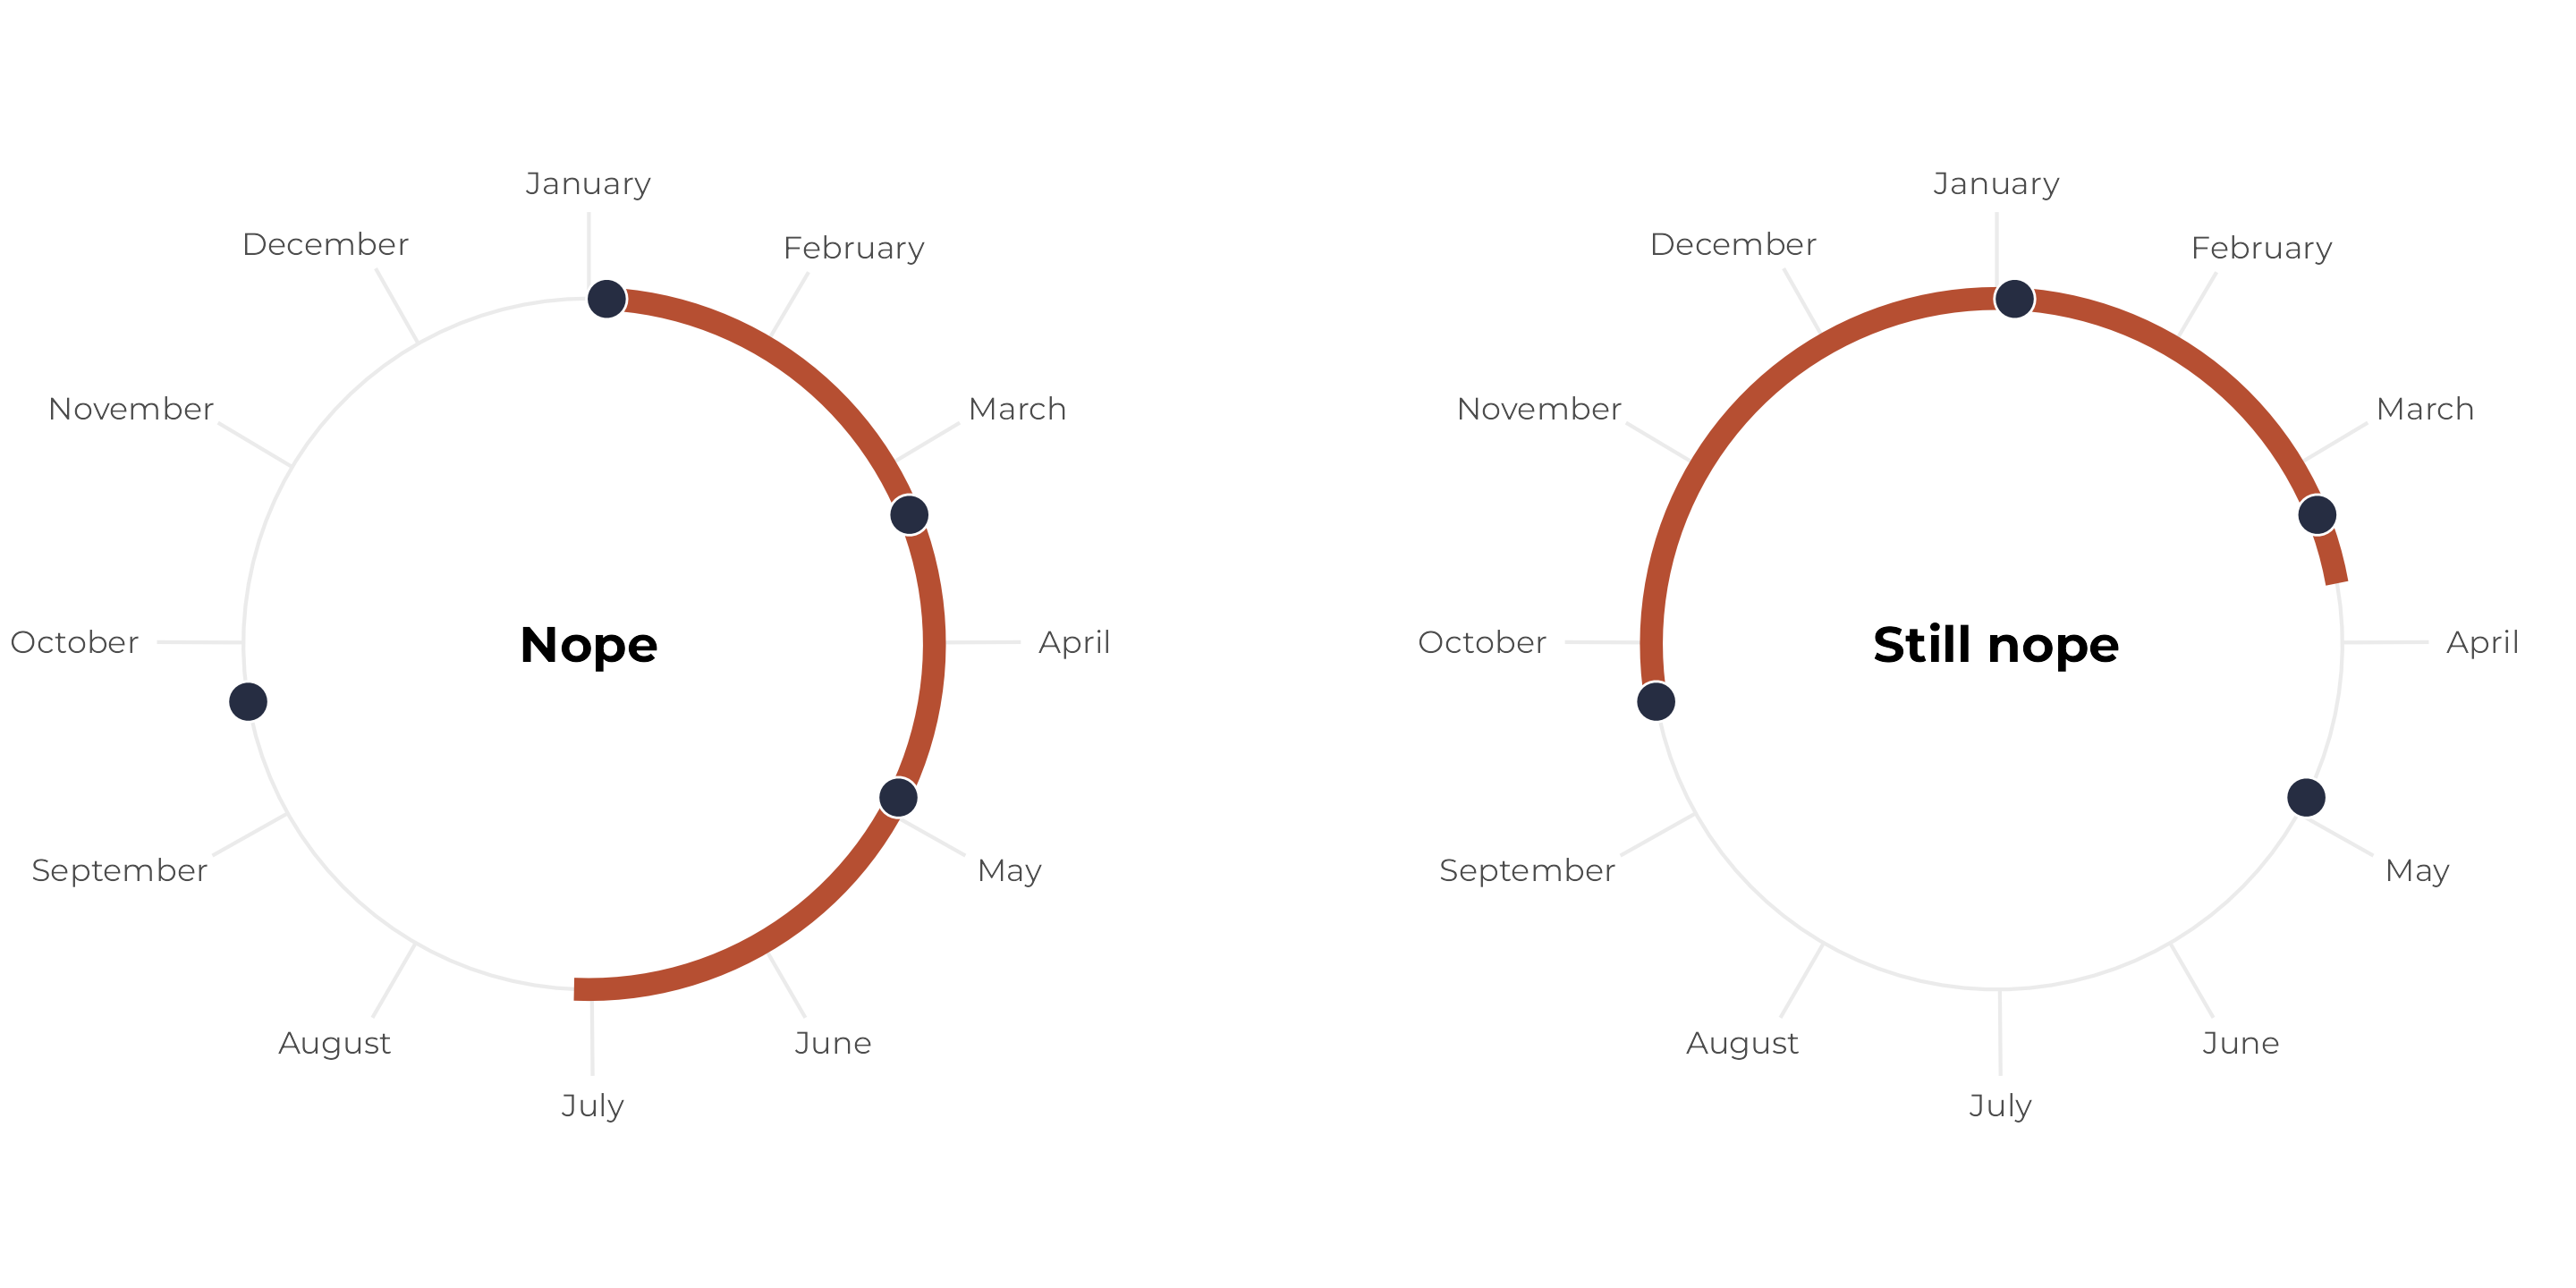 January
February
March
April
May
June
July
August
September
October
November
December
Nope
January
February
March
April
May
June
July
August
September
October
November
December
Still nope